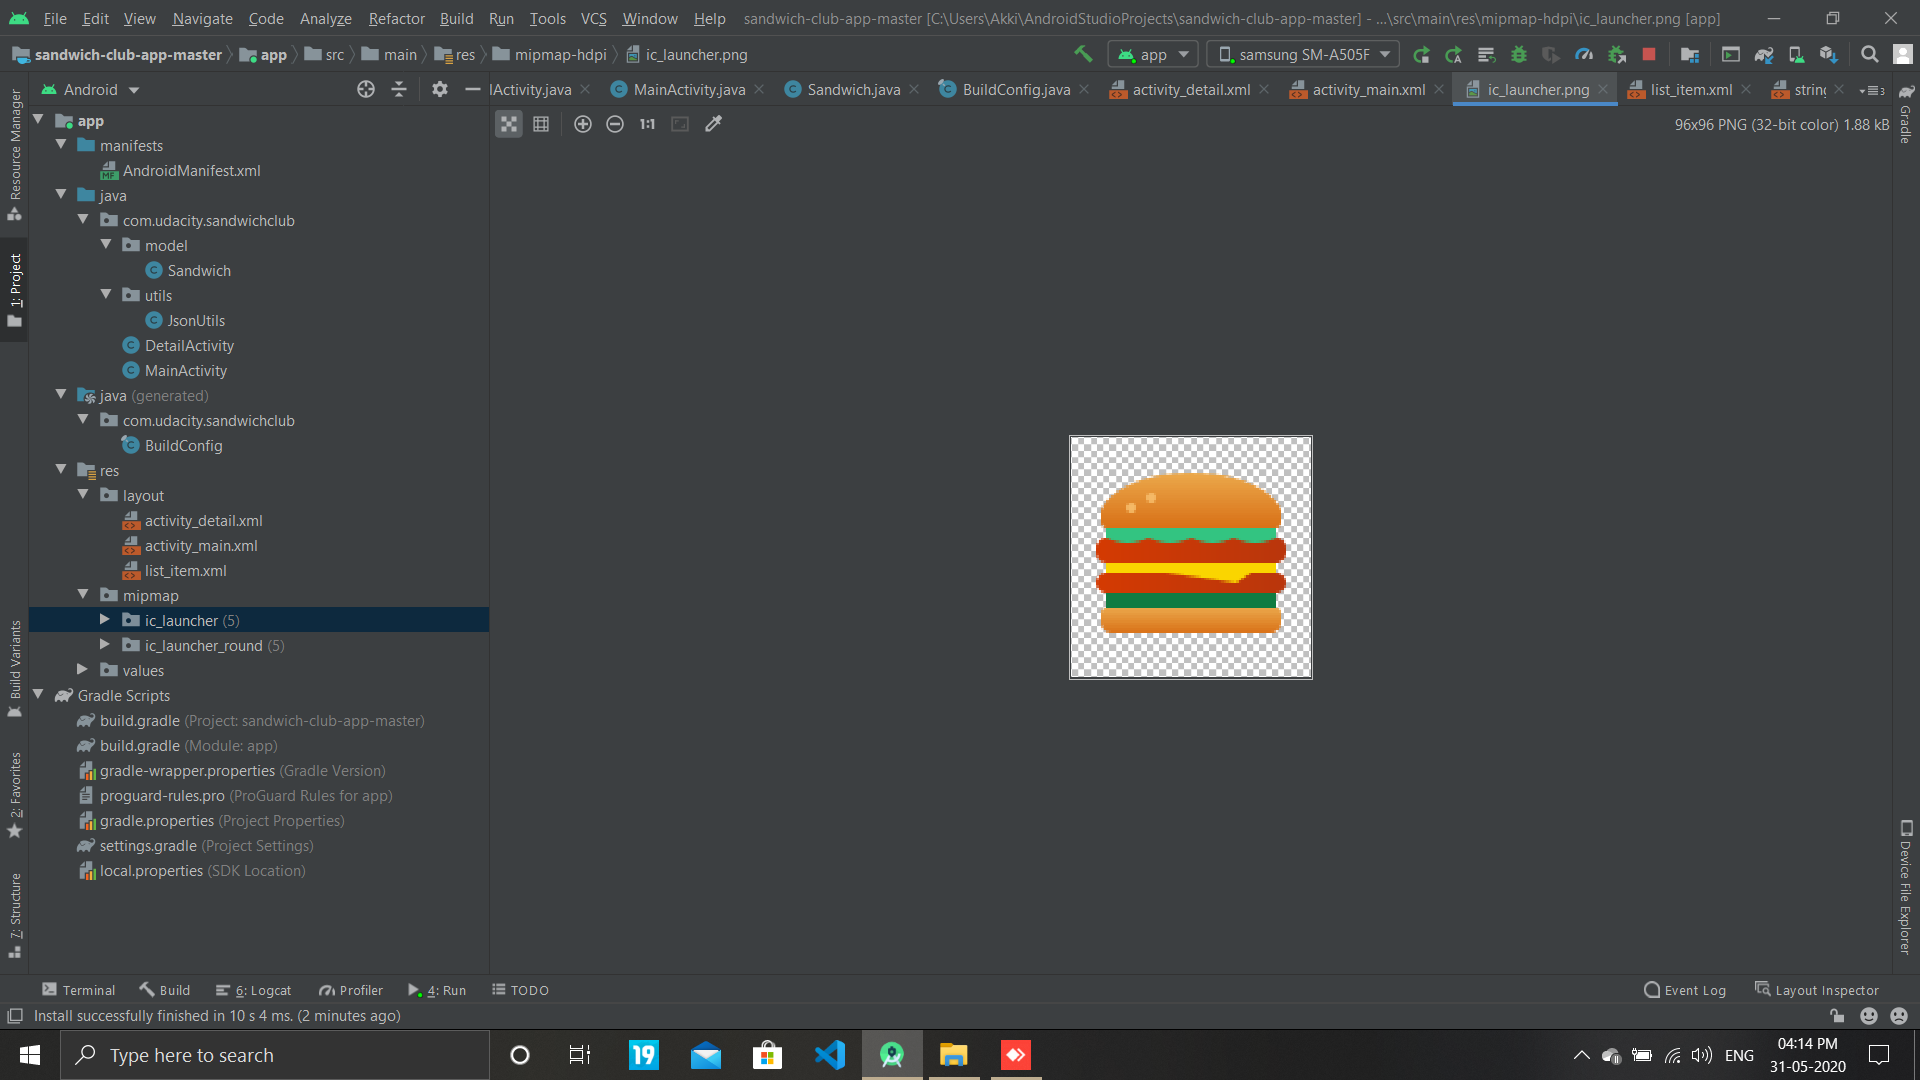 File Edit View Navigate Code Analyze Refactor Build Run Tools VCS Window Help sandwich-club-app-master [C:\Users\Akki\AndroidStudioProjects\sandwich-club-app-master] - ...\src\main\res\mipmap-hdpi\ic_launcher.png [app]
sandwich-club-app-master app src main res mipmap-hdpi ic_launcher.png app samsung SM-A505F
Android lActivity.java MainActivity.java Sandwich.java BuildConfig.java activity_detail.xml activity_main.xml ic_launcher.png list_item.xml string 3
1:1 96x96 PNG (32-bit color) 1.88 kB
Resource Manager
1: Project
Build Variants
2: Favorites
7: Structure
app
manifests
AndroidManifest.xml
java
com.udacity.sandwichclub
model
Sandwich
utils
JsonUtils
DetailActivity
MainActivity
java (generated)
com.udacity.sandwichclub
BuildConfig
res
layout
activity_detail.xml
activity_main.xml
list_item.xml
mipmap
ic_launcher (5)
ic_launcher_round (5)
values
Gradle Scripts
build.gradle (Project: sandwich-club-app-master)
build.gradle (Module: app)
gradle-wrapper.properties (Gradle Version)
proguard-rules.pro (ProGuard Rules for app)
gradle.properties (Project Properties)
settings.gradle (Project Settings)
local.properties (SDK Location)
Gradle
Device File Explorer
Terminal Build 6: Logcat Profiler 4: Run TODO Event Log Layout Inspector
Install successfully finished in 10 s 4 ms. (2 minutes ago)
Type here to search 19 ENG 04:14 PM
31-05-2020